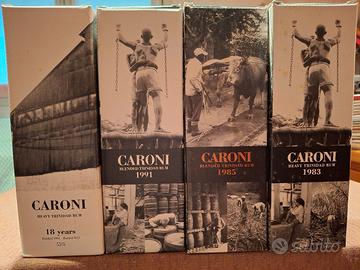 CARONI
HEAVY TRINIDAD RUM
18 years
55%
CARONI
BLENDED TRINIDAD RUM
1991
CARONI
BLENDED TRINIDAD RUM
1985
CARONI
HEAVY TRINIDAD RUM
1983
Subito